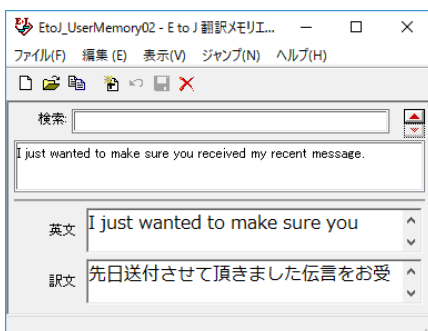 EtoJ_UserMemory02 - E to J 翻訳メモリエ...
ファイル(F) 編集(E) 表示(V) ジャンプ(N) ヘルプ(H)
検索:
I just wanted to make sure you received my recent message.
英文 I just wanted to make sure you
訳文 先日送付させて頂きました伝言をお受